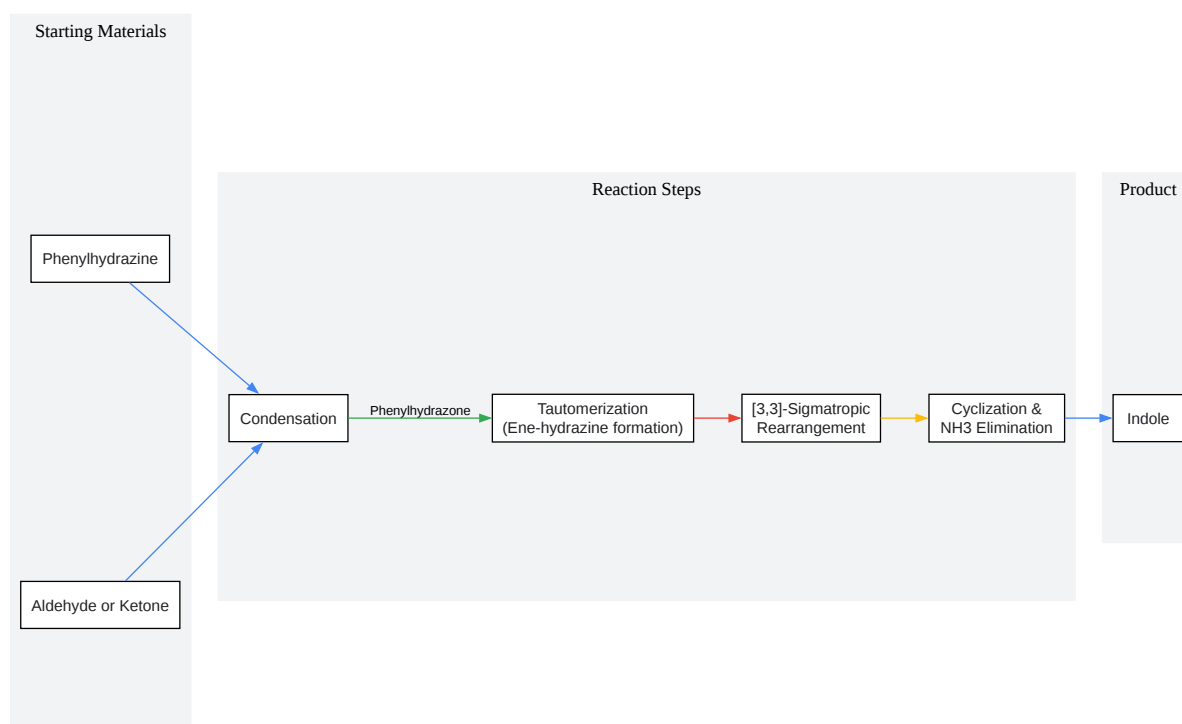 Starting Materials
Reaction Steps
Product
Phenylhydrazine
Condensation
Phenylhydrazone
Tautomerization
(Ene-hydrazine formation)
[3,3]-Sigmatropic
Rearrangement
Cyclization &
NH3 Elimination
Indole
Aldehyde or Ketone